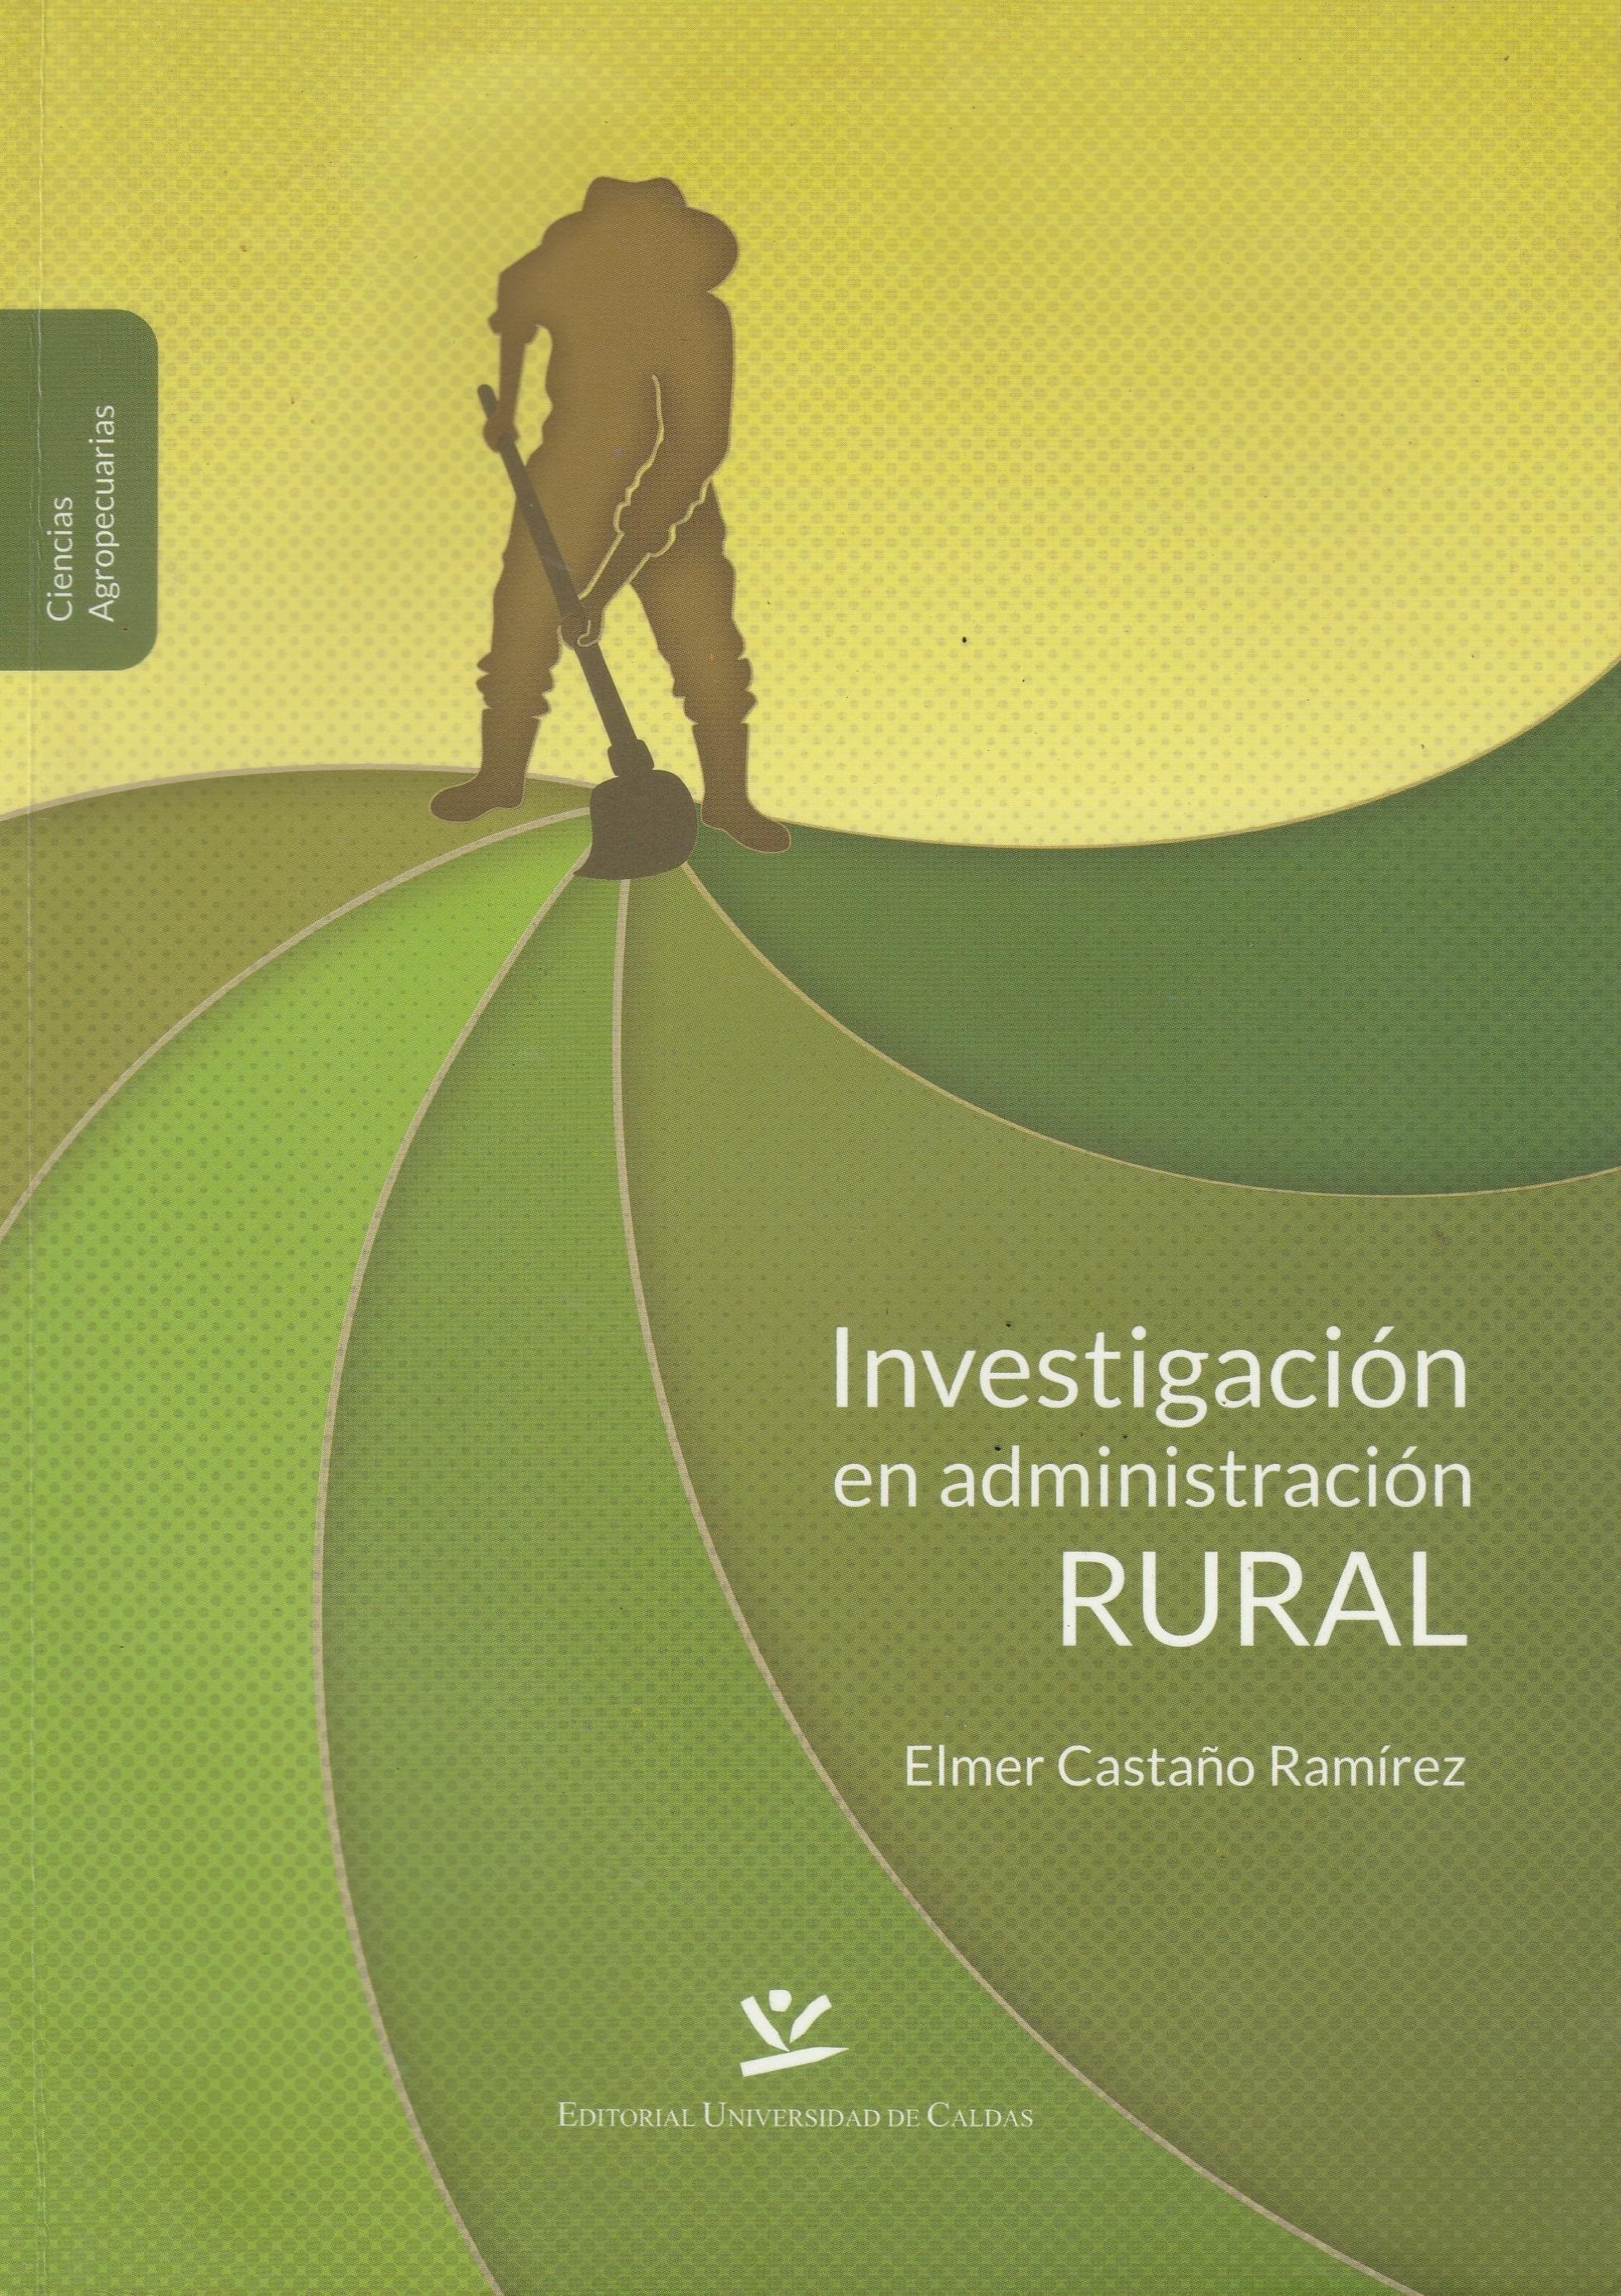 Ciencias
Agropecuarias
Investigación
en administración
RURAL
Elmer Castaño Ramírez
EDITORIAL UNIVERSIDAD DE CALDAS